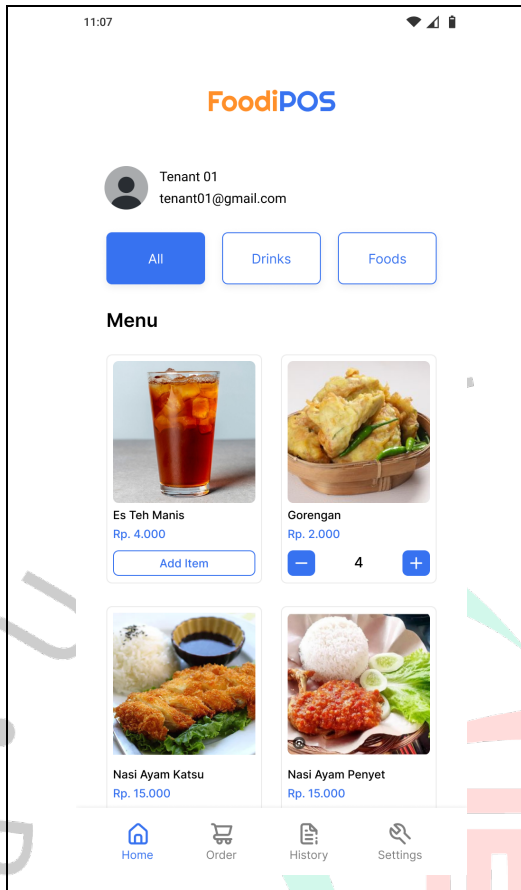 11:07
FoodiPOS
Tenant 01
tenant01@gmail.com
All
Drinks
Foods
Menu
Es Teh Manis
Gorengan
Rp. 4.000
Rp. 2.000
Add Item
4
Nasi Ayam Katsu
Nasi Ayam Penyet
Rp. 15.000
Rp. 15.000
Home
Order
History
Settings